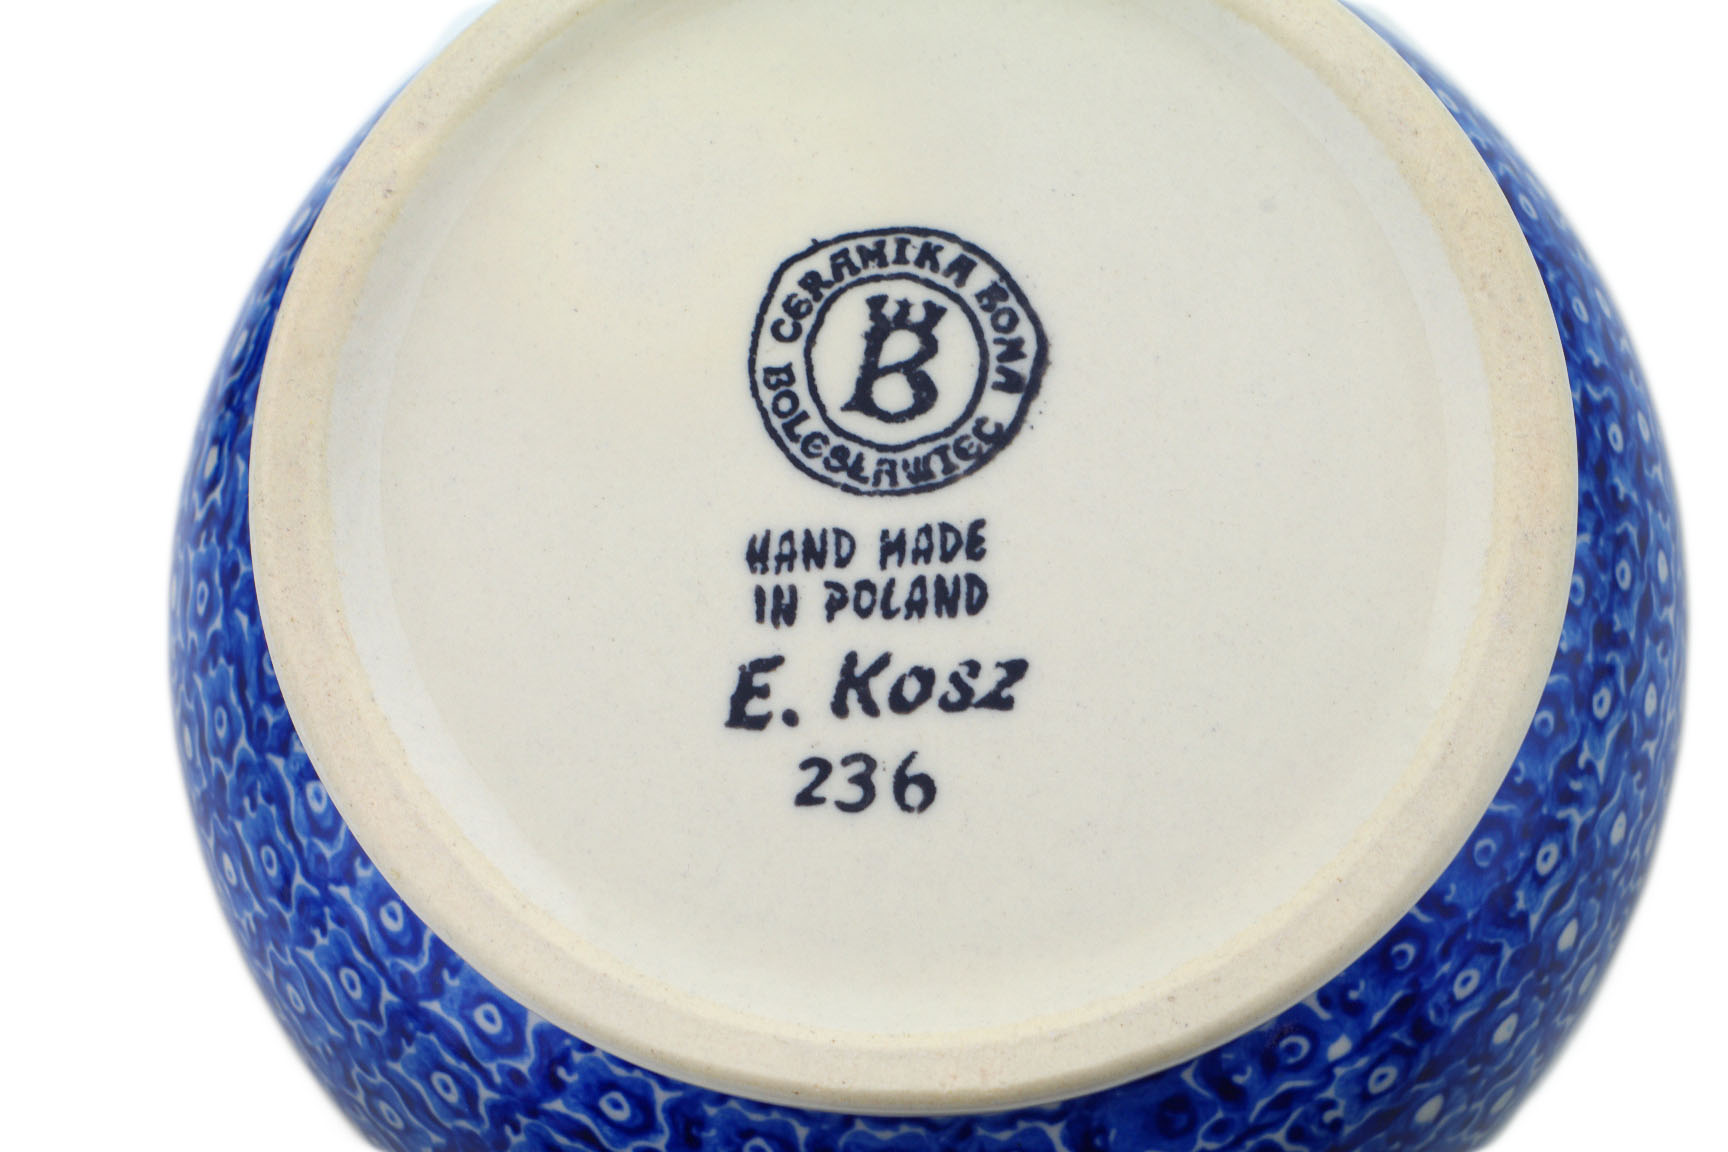 CERAMIKA BONA
B
BOLESŁAWIEC
HAND MADE
IN POLAND
E. KOSZ
236